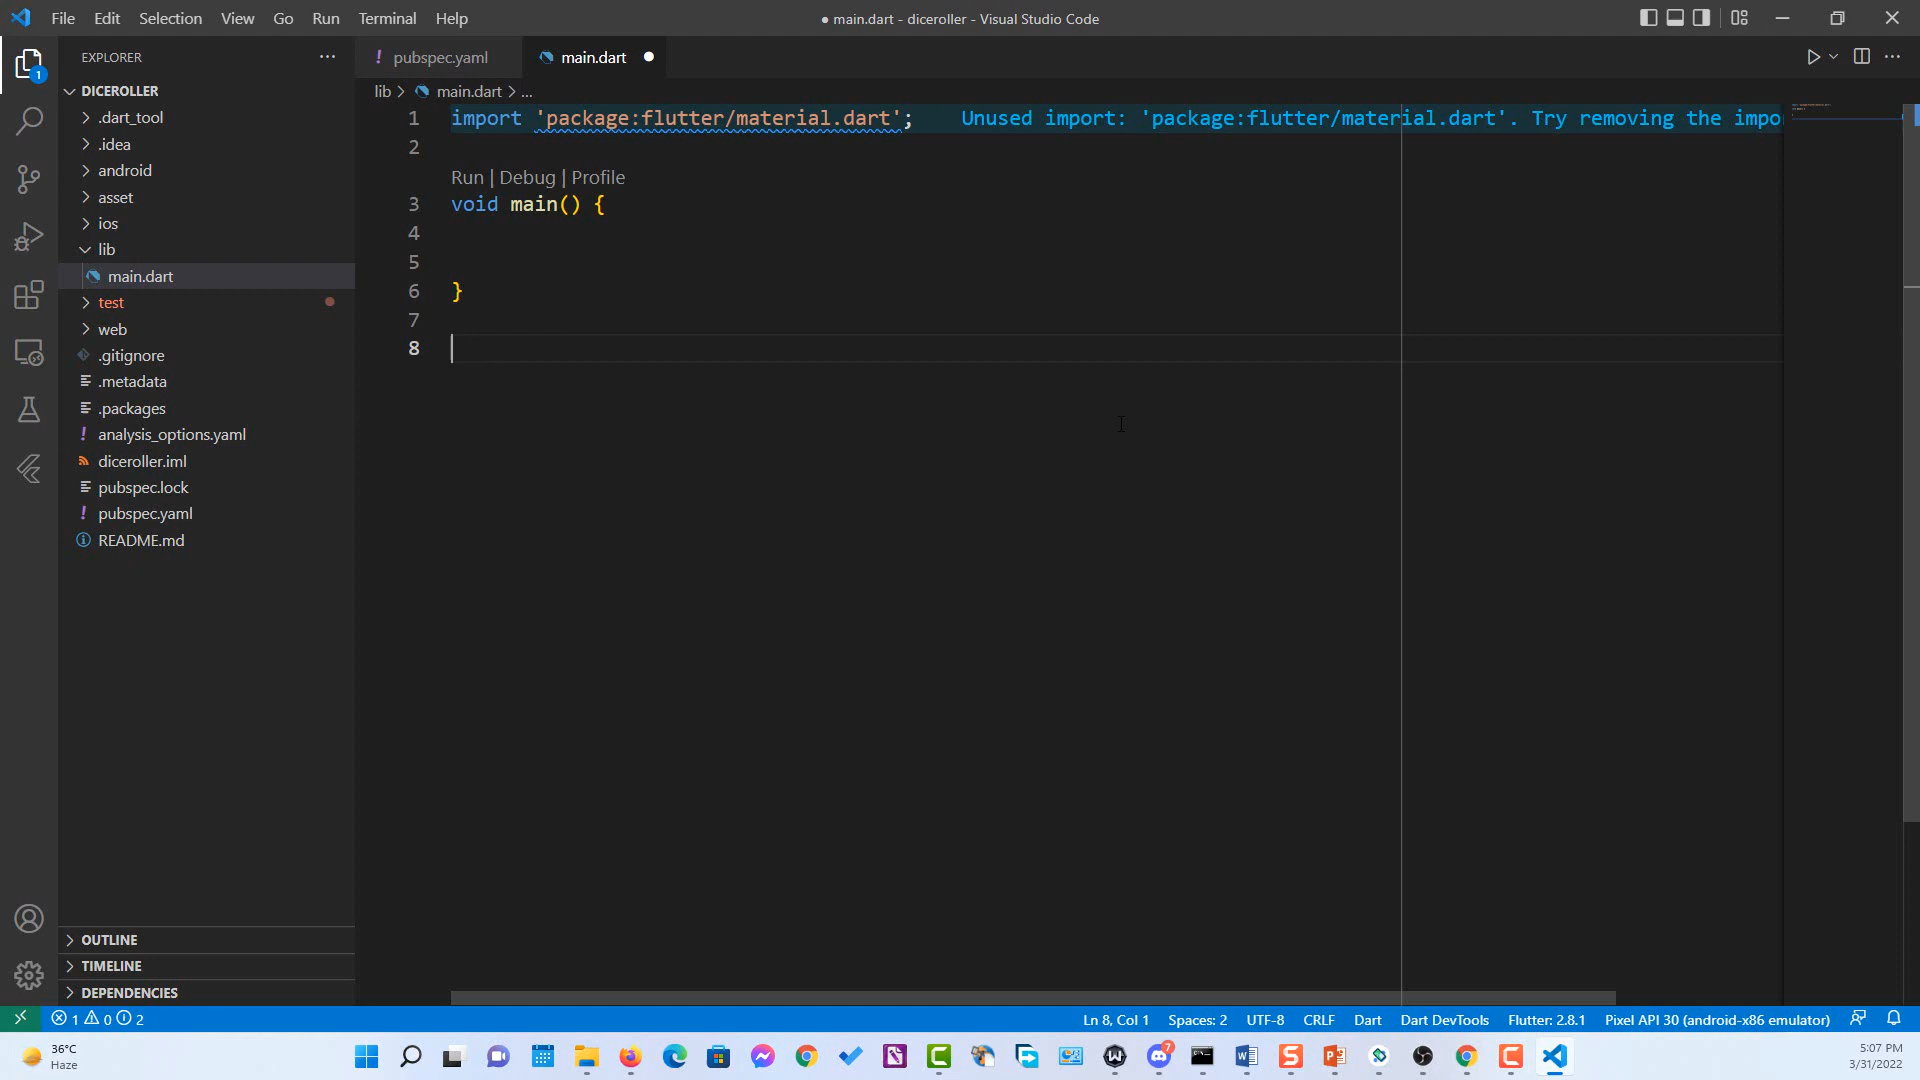 File Edit Selection View Go Run Terminal Help
● main.dart - diceroller - Visual Studio Code
EXPLORER
pubspec.yaml
main.dart
1
DICEROLLER
.dart_tool
.idea
android
asset
ios
lib
main.dart
test
web
.gitignore
.metadata
.packages
analysis_options.yaml
diceroller.iml
pubspec.lock
pubspec.yaml
README.md
OUTLINE
TIMELINE
DEPENDENCIES
lib > main.dart > ...
1 import 'package:flutter/material.dart'; Unused import: 'package:flutter/material.dart'. Try removing the impo
2
Run | Debug | Profile
3 void main() {
4
5
6 }
7
8
1 0 2
Ln 8, Col 1 Spaces: 2 UTF-8 CRLF Dart Dart DevTools Flutter: 2.8.1 Pixel API 30 (android-x86 emulator)
36°C
Haze
7
5:07 PM
3/31/2022